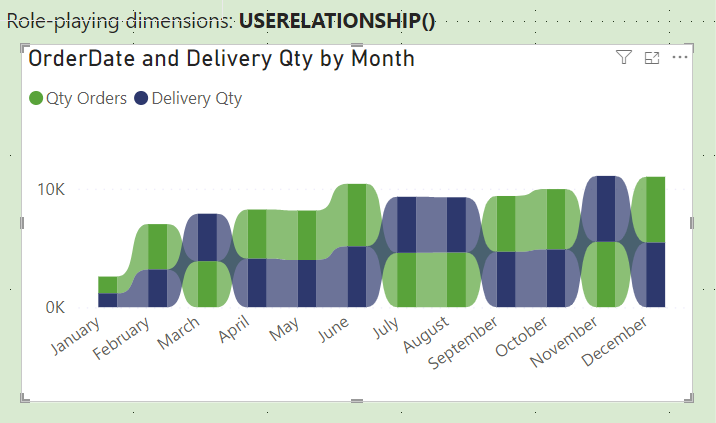 Role-playing dimensions: USERELATIONSHIP()
OrderDate and Delivery Qty by Month
Qty Orders Delivery Qty
10K
0K
January February March April May June July August September October November December